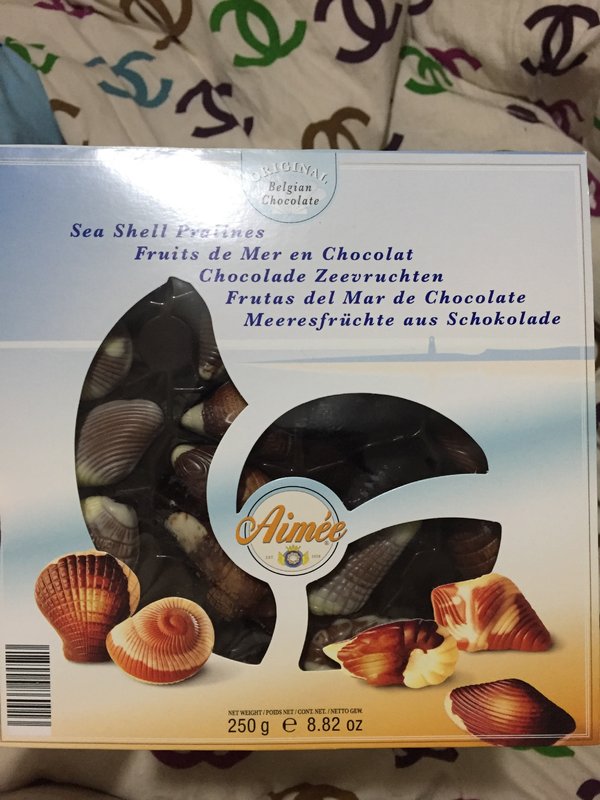 ORIGINAL
Belgian
Chocolate
Sea Shell Pralines
Fruits de Mer en Chocolat
Chocolade Zeevruchten
Frutas del Mar de Chocolate
Meeresfrüchte aus Schokolade
Aimée
NET WEIGHT / POIDS NET / CONT. NET. / NETTO GEW.
250 g e 8.82 oz